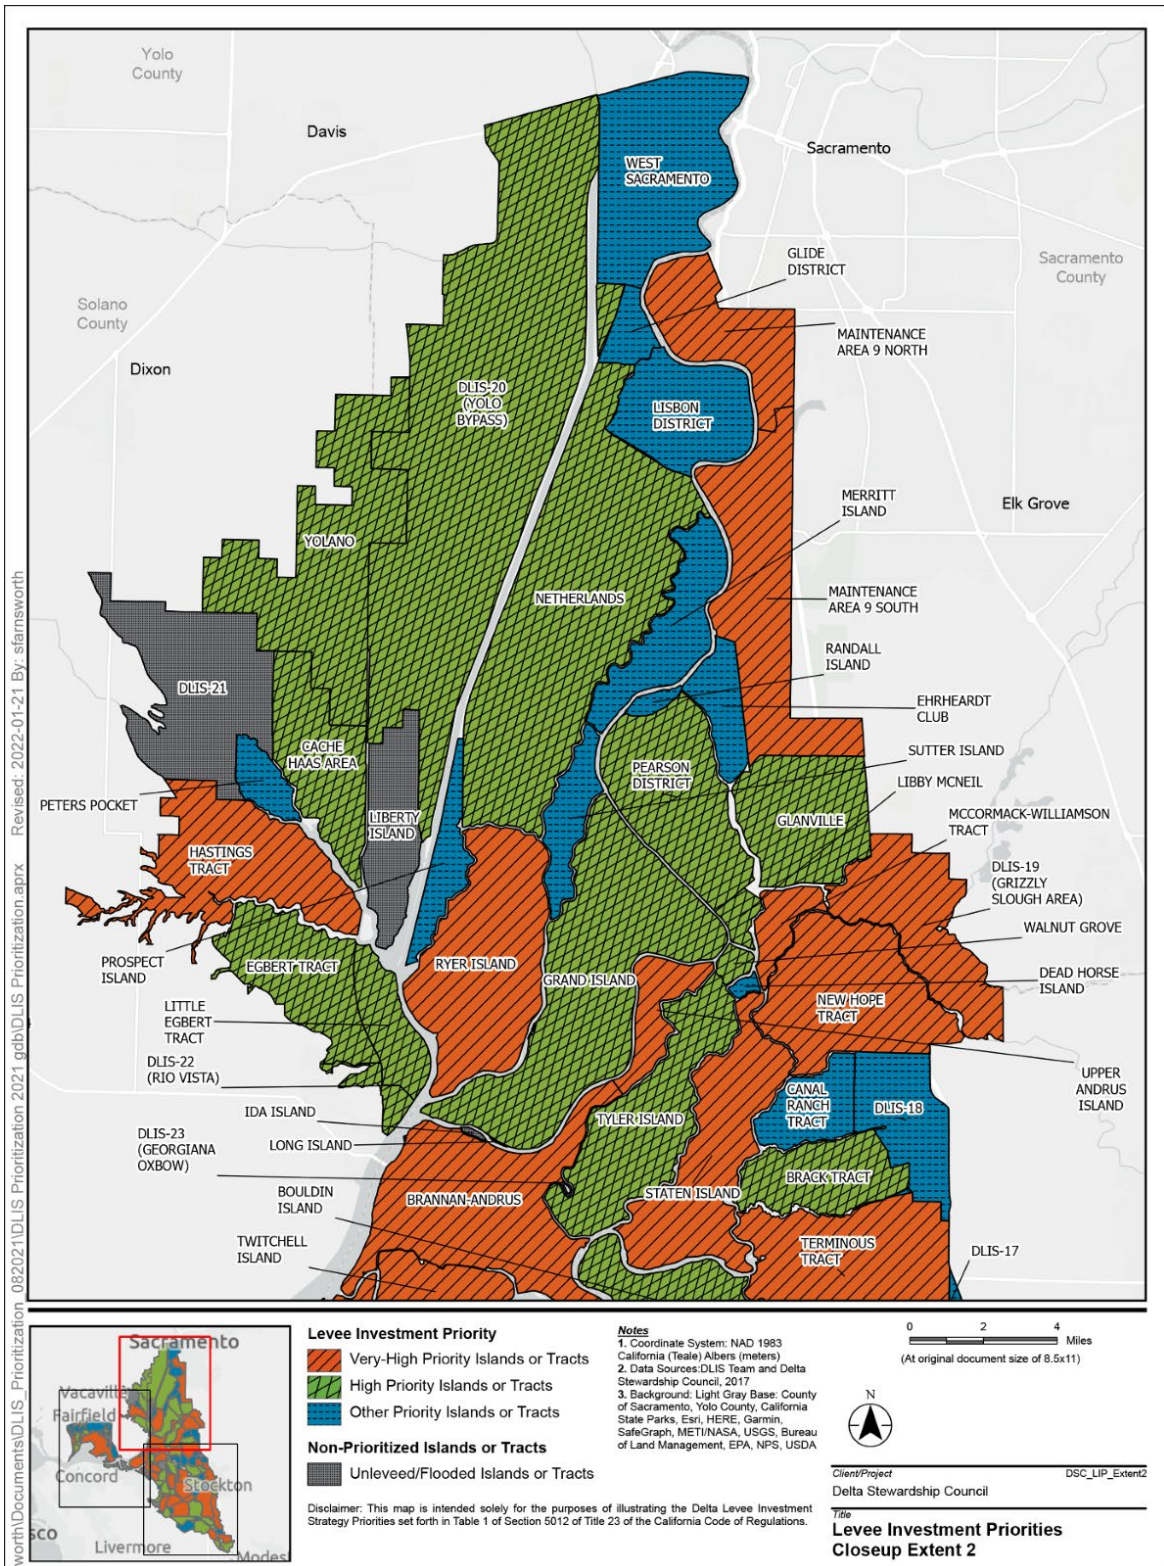 Yolo
County
Davis
Sacramento
WEST
SACRAMENTO
GLIDE
DISTRICT
Sacramento
County
Solano
County
MAINTENANCE
AREA 9 NORTH
Dixon
DLIS-20
(YOLO
BYPASS)
LISBON
DISTRICT
MERRITT
ISLAND
Elk Grove
YOLANO
NETHERLANDS
MAINTENANCE
AREA 9 SOUTH
RANDALL
ISLAND
DLIS-21
EHRHEARDT
CLUB
CACHE
HAAS AREA
PEARSON
DISTRICT
SUTTER ISLAND
LIBBY MCNEIL
PETERS POCKET
LIBERTY
ISLAND
GLANVILLE
MCCORMACK-WILLIAMSON
TRACT
HASTINGS
TRACT
DLIS-19
(GRIZZLY
SLOUGH AREA)
WALNUT GROVE
PROSPECT
ISLAND
EGBERT TRACT
RYER ISLAND
GRAND ISLAND
DEAD HORSE
ISLAND
NEW HOPE
TRACT
LITTLE
EGBERT
TRACT
DLIS-22
(RIO VISTA)
UPPER
ANDRUS
ISLAND
CANAL
RANCH
TRACT
DLIS-18
IDA ISLAND
TYLER ISLAND
LONG ISLAND
DLIS-23
(GEORGIANA
OXBOW)
BRACK TRACT
BOULDIN
ISLAND
BRANNAN-ANDRUS
STATEN ISLAND
TWITCHELL
ISLAND
TERMINOUS
TRACT
DLIS-17
worth\Documents\DLIS_Prioritization_082021\DLIS Prioritization 2021 gdb\DLIS Prioritization.aprx Revised: 2022-01-21 By: sfarnsworth
Sacramento
Vacaville
Fairfield
Concord
Stockton
sco
Livermore
Modest
Levee Investment Priority
Very-High Priority Islands or Tracts
High Priority Islands or Tracts
Other Priority Islands or Tracts
Non-Prioritized Islands or Tracts
Unleveed/Flooded Islands or Tracts
Disclaimer: This map is intended solely for the purposes of illustrating the Delta Levee Investment
Strategy Priorities set forth in Table 1 of Section 5012 of Title 23 of the California Code of Regulations.
Notes
1. Coordinate System: NAD 1983
California (Teale) Albers (meters)
2. Data Sources:DLIS Team and Delta
Stewardship Council, 2017
3. Background: Light Gray Base: County
of Sacramento, Yolo County, California
State Parks, Esri, HERE, Garmin,
SafeGraph, METI/NASA, USGS, Bureau
of Land Management, EPA, NPS, USDA
0 2 4
Miles
(At original document size of 8.5x11)
N
Client/Project DSC_LIP_Extent2
Delta Stewardship Council
Title
Levee Investment Priorities
Closeup Extent 2